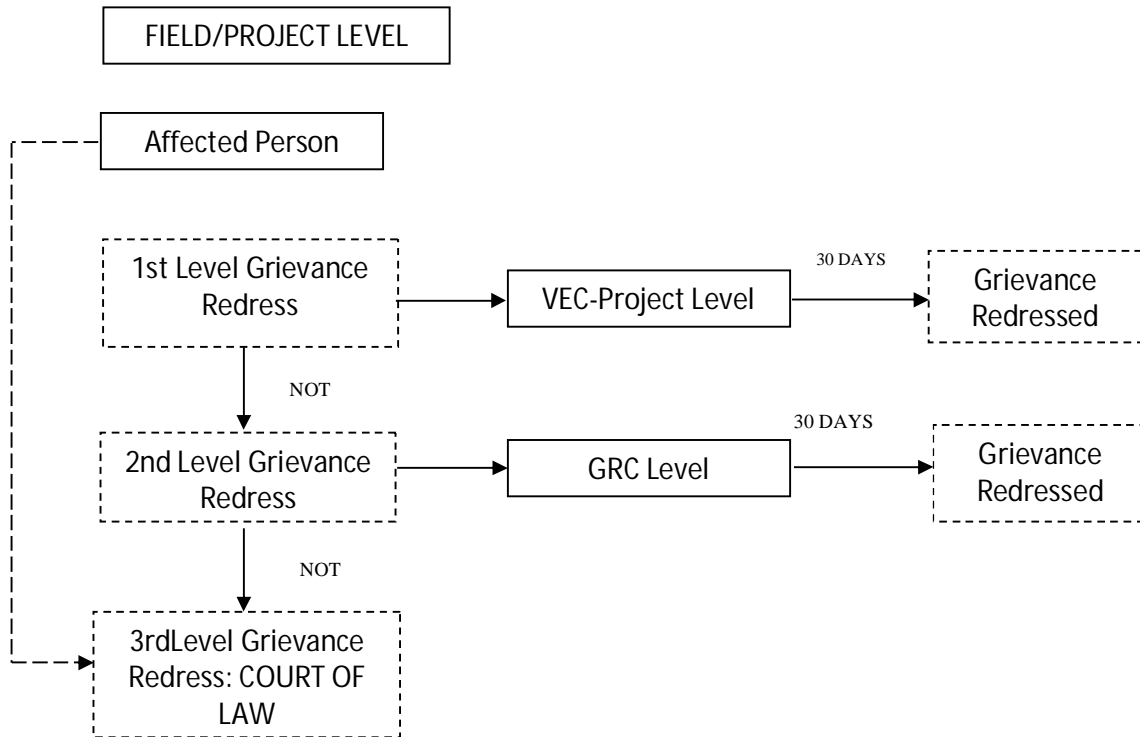 FIELD/PROJECT LEVEL
Affected Person
1st Level Grievance
Redress
VEC-Project Level
30 DAYS
Grievance
Redressed
NOT
2nd Level Grievance
Redress
GRC Level
30 DAYS
Grievance
Redressed
NOT
3rdLevel Grievance
Redress: COURT OF
LAW